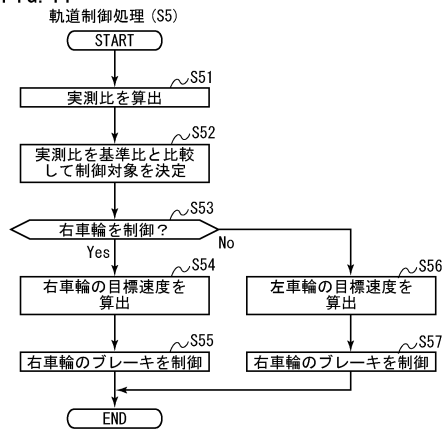 軌道制御処理(S5)
START
S51
実測比を算出
S52
実測比を基準比と比較
して制御対象を決定
S53
右車輪を制御?
Yes
No
S54
右車輪の目標速度を
算出
S56
左車輪の目標速度を
算出
S55
右車輪のブレーキを制御
S57
右車輪のブレーキを制御
END